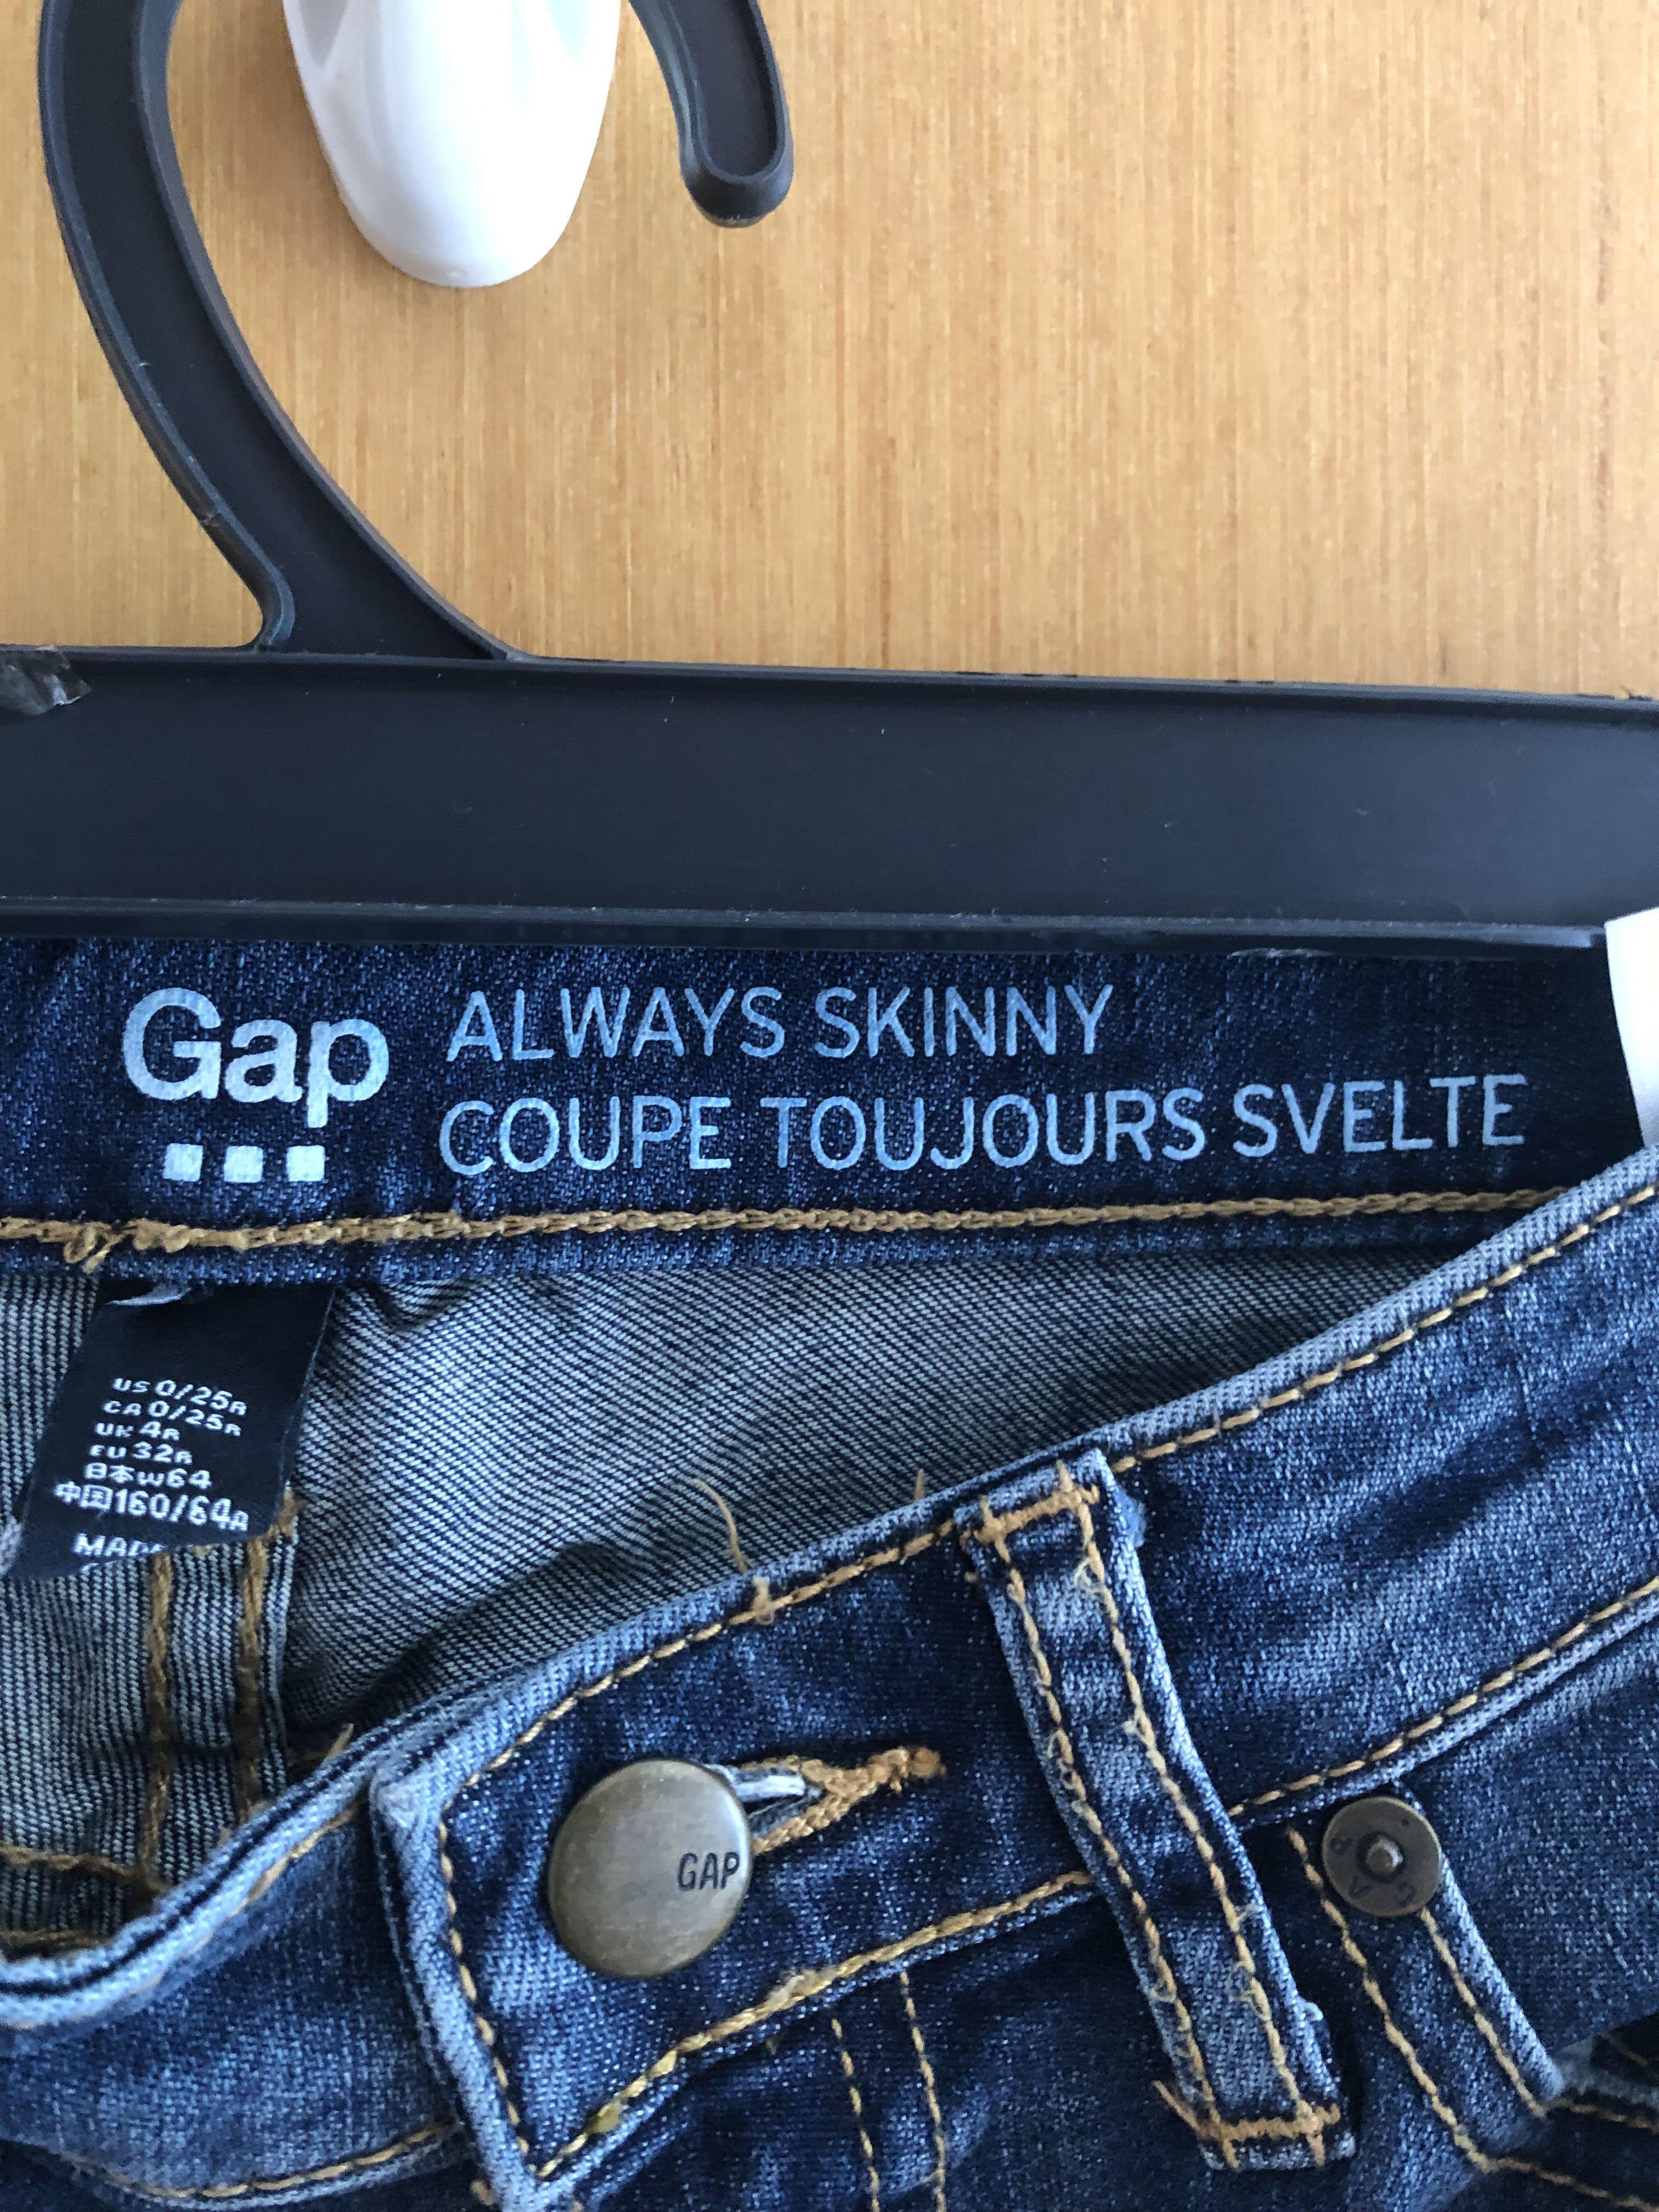 Gap
ALWAYS SKINNY
COUPE TOUJOURS SVELTE
US 0/25R
CA 0/25R
UK 4R
EU 32R
日本 W64
中国 160/64A
GAP
GAP